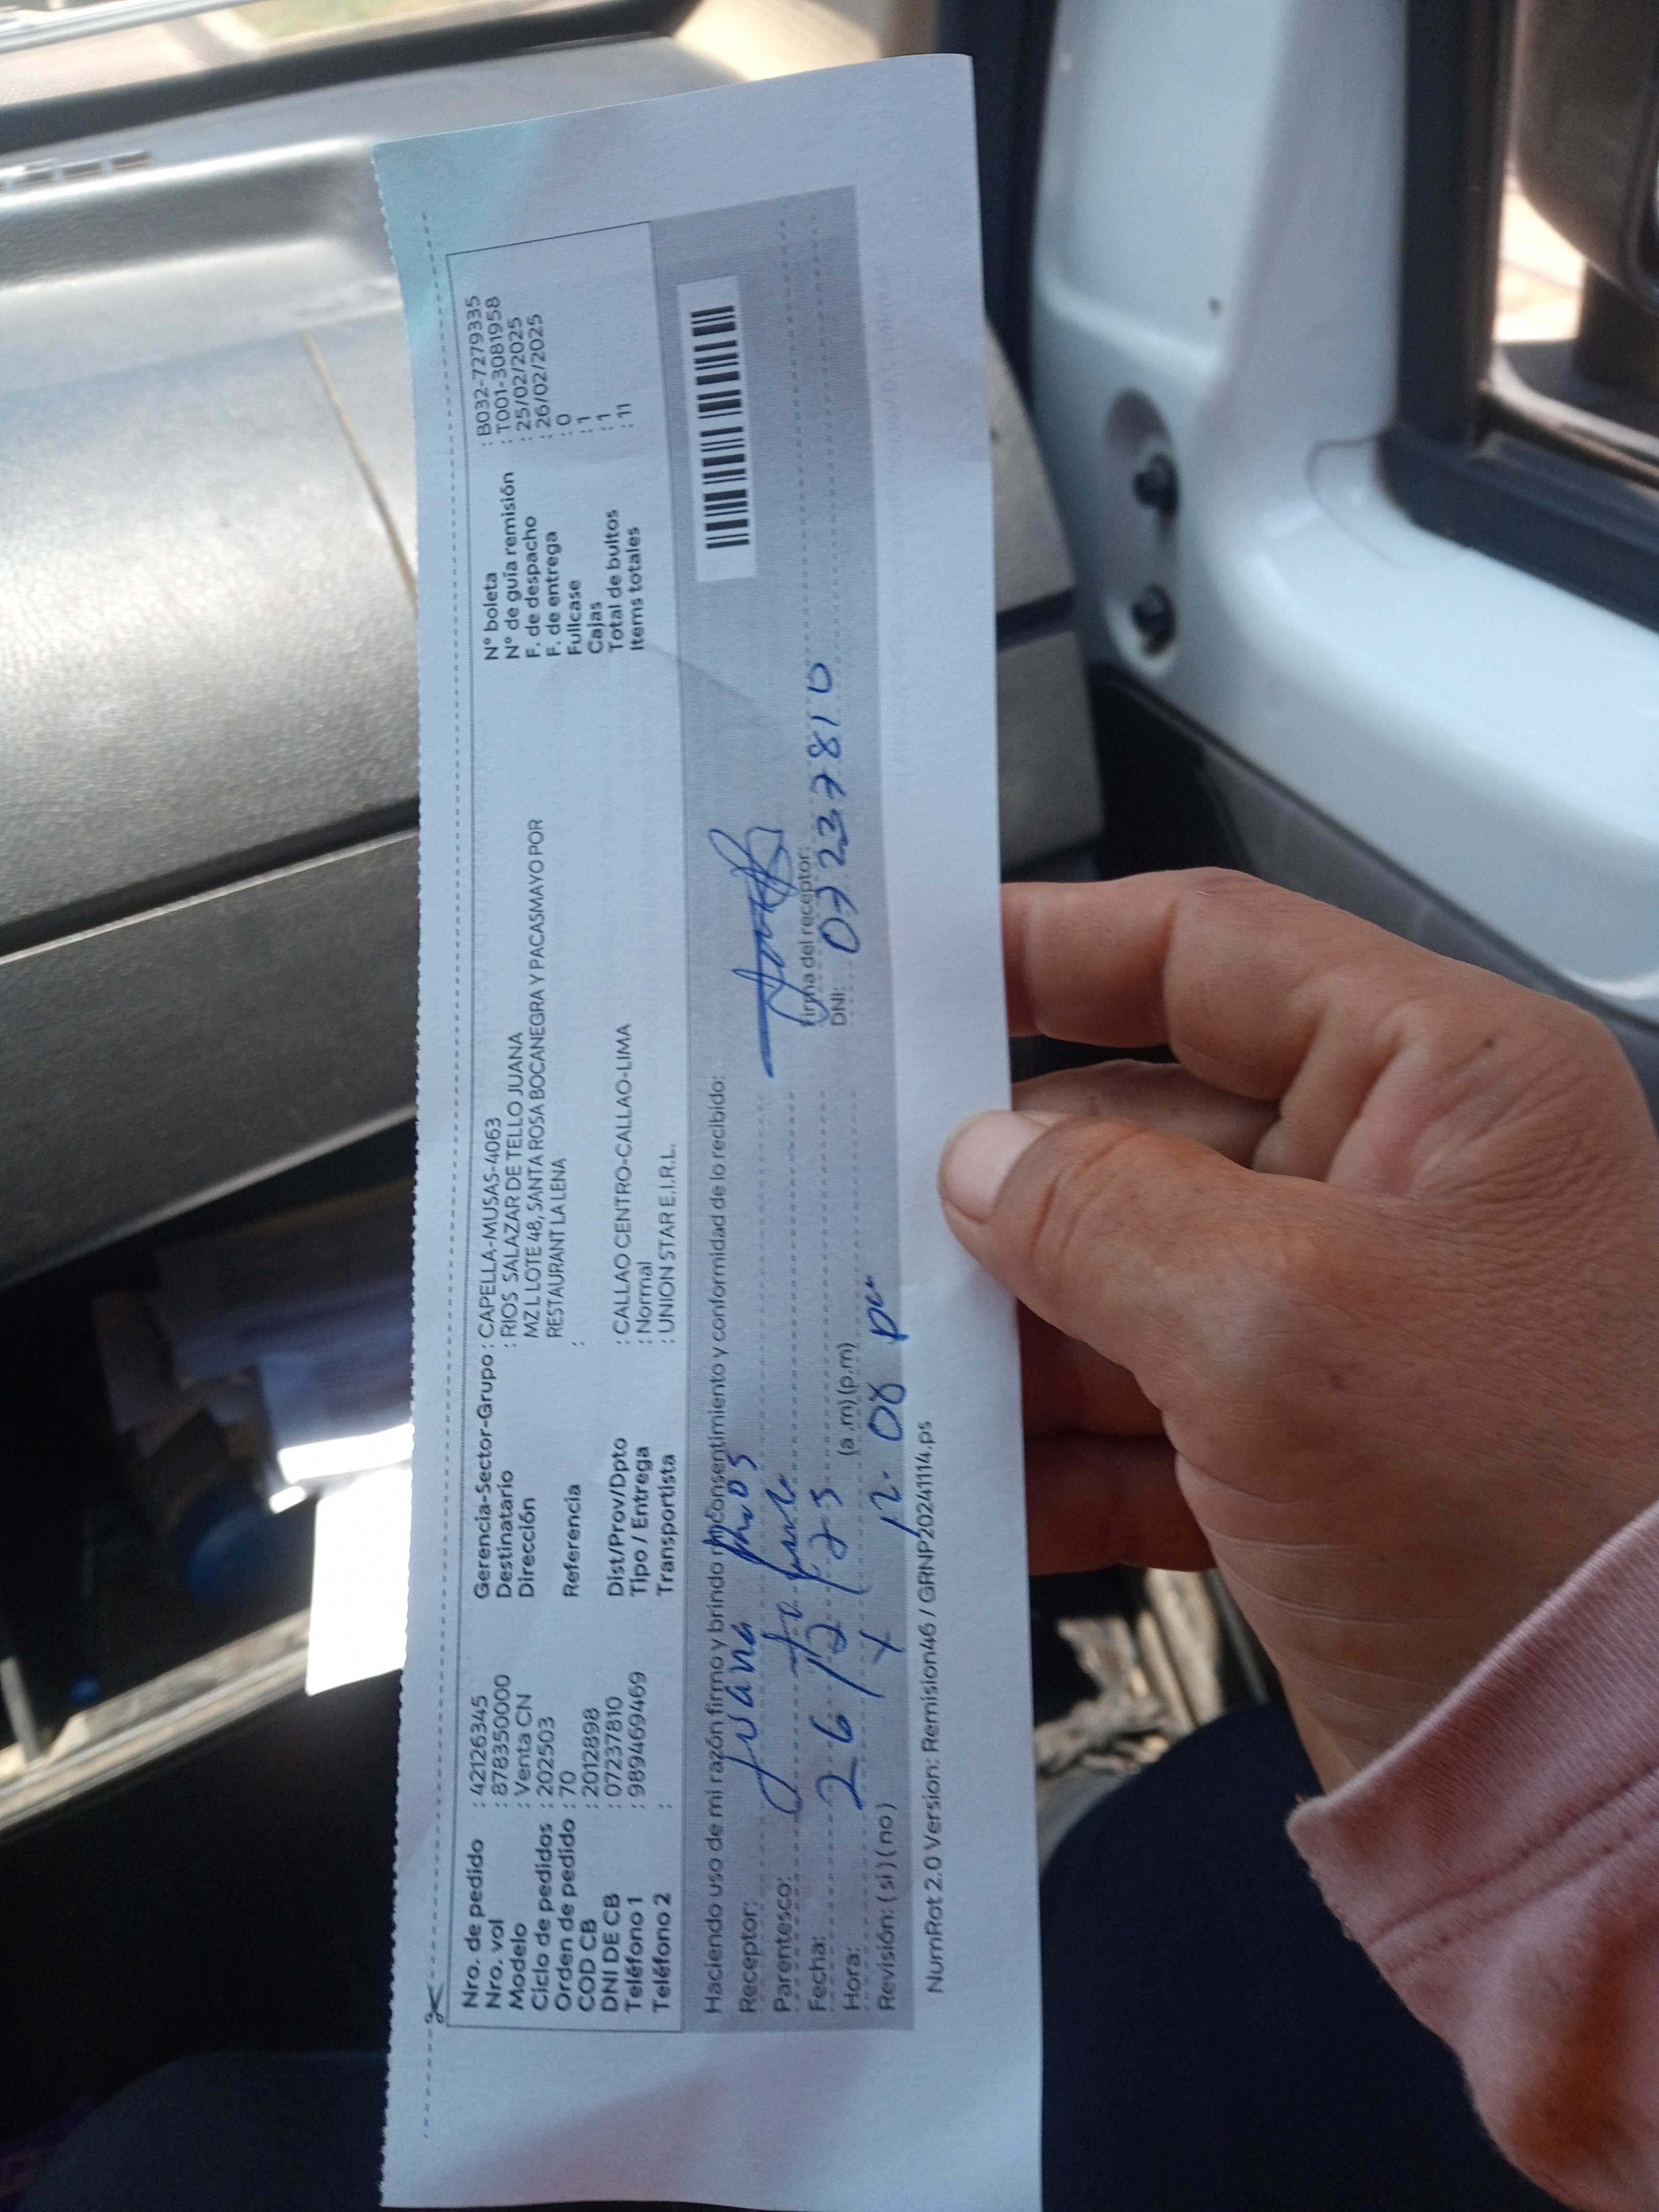 Nro. de pedido : 42126345
Nro. vol : 878350000
Modelo : Venta CN
Ciclo de pedidos : 202503
Orden de pedido : 70
COD CB : 2012898
DNI DE CB : 07237810
Teléfono 1 : 989469469
Teléfono 2 :
Gerencia-Sector-Grupo : CAPELLA-MUSAS-4063
Destinatario : RIOS SALAZAR DE TELLO JUANA
Dirección MZ L LOTE 48, SANTA ROSA BOCANEGRA Y PACASMAYO POR
RESTAURANT LA LENA
Referencia :
Dist/Prov/Dpto : CALLAO CENTRO-CALLAO-LIMA
Tipo / Entrega : Normal
Transportista : UNION STAR E.I.R.L.
N° boleta : B032-7279335
N° de guía remisión : T001-3081958
F. de despacho : 25/02/2025
F. de entrega : 26/02/2025
Fullcase : 0
Cajas : 1
Total de bultos : 1
Items totales : 11
Haciendo uso de mi razón firmo y brindo mi consentimiento y conformidad de lo recibido:
Receptor: Juana
Parentesco:
Fecha: 26/2/25
Hora: (a.m) (p.m)
Revisión: (si) (no) 12.08 pm
Firma del receptor:
DNI: 07237810
NumRot 2.0 Version: Remision46 / GRNP20241114.ps